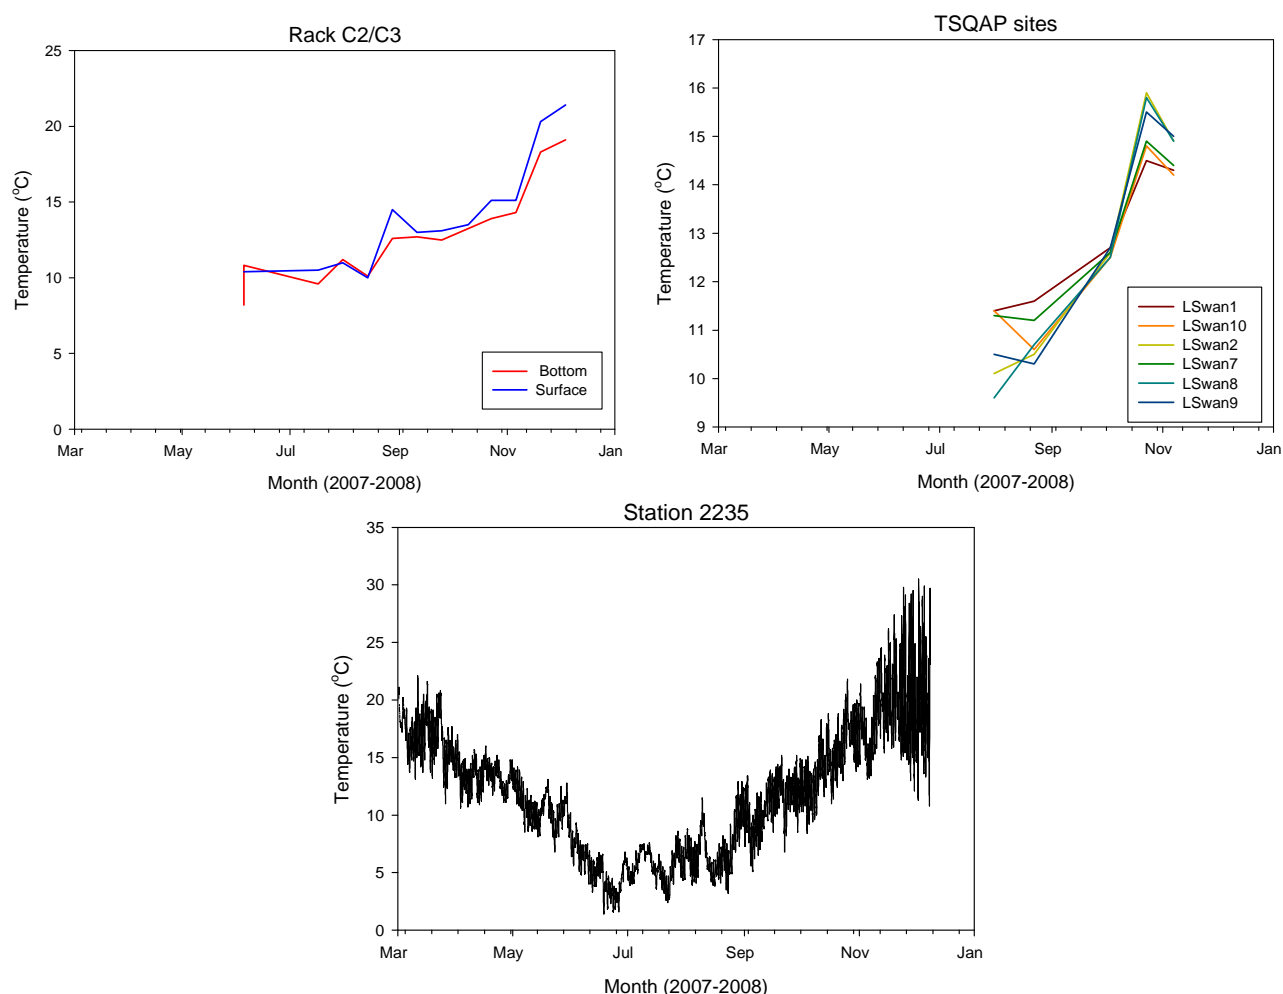 Rack C2/C3
25
20
15
10
5
0
Temperature (°C)
Mar May Jul Sep Nov Jan
Month (2007-2008)
Bottom
Surface
TSQAP sites
17
16
15
14
13
12
11
10
9
Temperature (°C)
Mar May Jul Sep Nov Jan
Month (2007-2008)
LSwan1
LSwan10
LSwan2
LSwan7
LSwan8
LSwan9
Station 2235
35
30
25
20
15
10
5
0
Temperature (°C)
Mar May Jul Sep Nov Jan
Month (2007-2008)